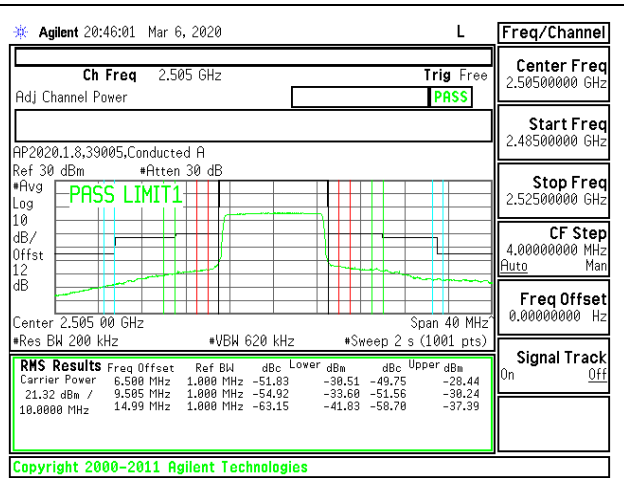 Agilent 20:46:01 Mar 6, 2020 L
Freq/Channel
Ch Freq 2.505 GHz Trig Free
Adj Channel Power PASS
AP2020.1.8,39005,Conducted A
Ref 30 dBm #Atten 30 dB
#Avg
Log
10
dB/
Offst
12
dB
PASS LIMIT1
Center 2.505 00 GHz Span 40 MHz^
#Res BW 200 kHz #VBW 620 kHz #Sweep 2 s (1001 pts)
RMS Results Freq Offset Ref BW dBc Lower dBm dBc Upper dBm
Carrier Power 6.500 MHz 1.000 MHz -51.83 -30.51 -49.75 -28.44
21.32 dBm / 9.505 MHz 1.000 MHz -54.92 -33.60 -51.56 -30.24
10.0000 MHz 14.99 MHz 1.000 MHz -63.15 -41.83 -58.70 -37.39
Copyright 2000-2011 Agilent Technologies
Center Freq
2.50500000 GHz
Start Freq
2.48500000 GHz
Stop Freq
2.52500000 GHz
CF Step
4.00000000 MHz
Auto Man
Freq Offset
0.00000000 Hz
Signal Track
On Off